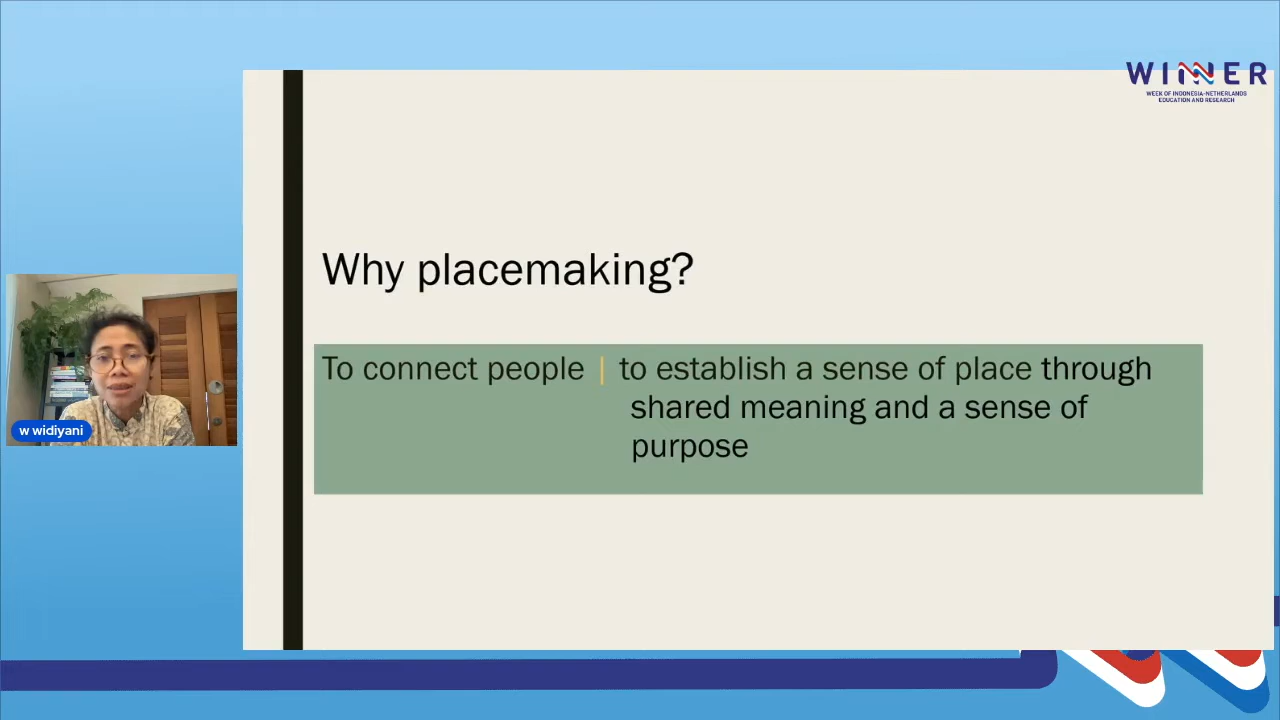 WINNER
WEEK OF INDONESIA-NETHERLANDS
EDUCATION AND RESEARCH
Why placemaking?
To connect people | to establish a sense of place through
shared meaning and a sense of
purpose
w widiyani